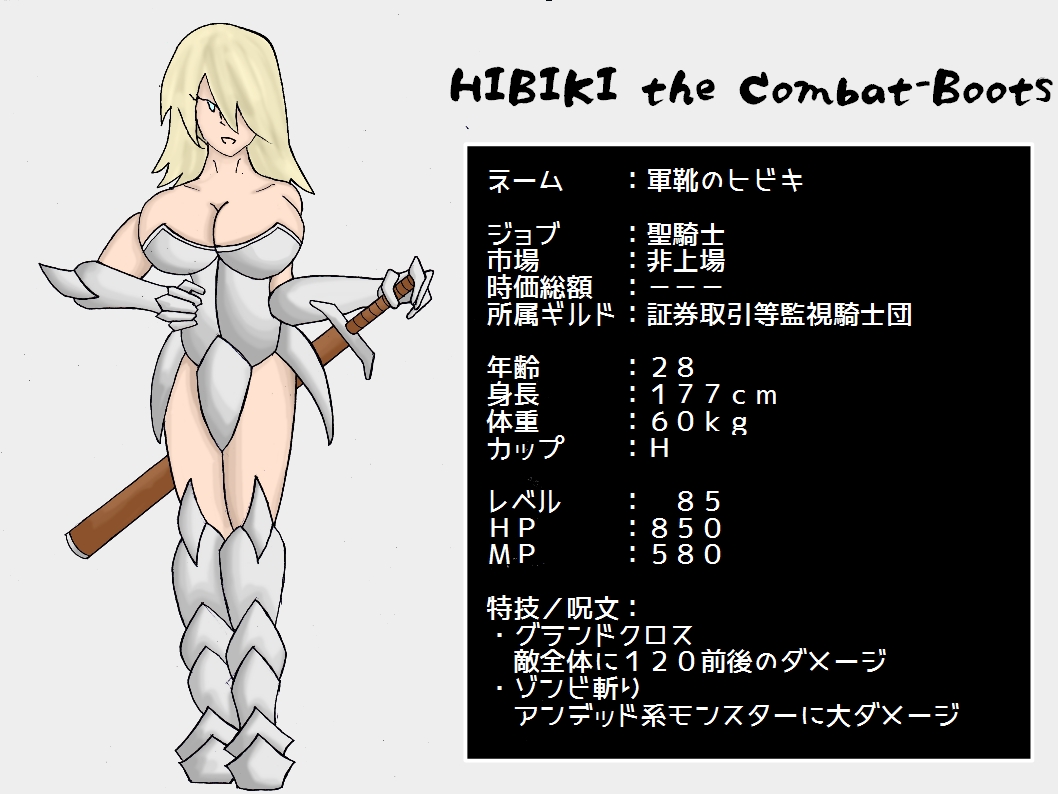 HIBIKI the Combat-Boots
ネーム　　：軍靴のヒビキ
ジョブ　　：聖騎士
市場　　　：非上場
時価総額　：－－－
所属ギルド：証券取引等監視騎士団
年齢　　　：２８
身長　　　：１７７ｃｍ
体重　　　：６０ｋｇ
カップ　　：Ｈ
レベル　　：　８５
ＨＰ　　　：８５０
ＭＰ　　　：５８０
特技／呪文：
・グランドクロス
敵全体に１２０前後のダメージ
・ゾンビ斬り
アンデッド系モンスターに大ダメージ